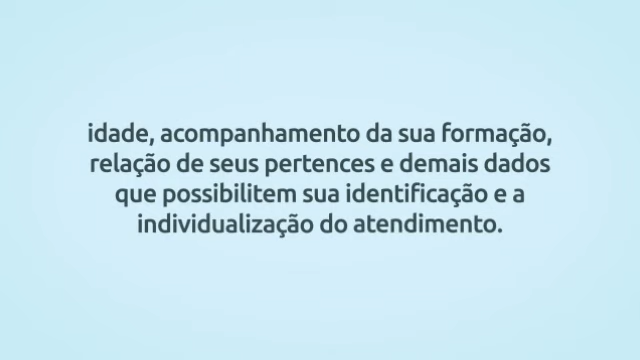 idade, acompanhamento da sua formação,
relação de seus pertences e demais dados
que possibilitem sua identificação e a
individualização do atendimento.